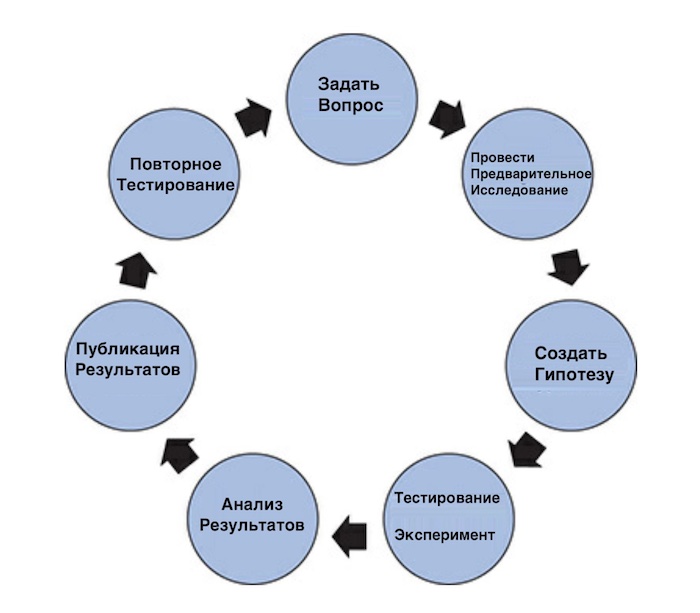 Задать
Вопрос
Провести
Предварительное
Исследование
Создать
Гипотезу
Тестирование
Эксперимент
Анализ
Результатов
Публикация
Результатов
Повторное
Тестирование